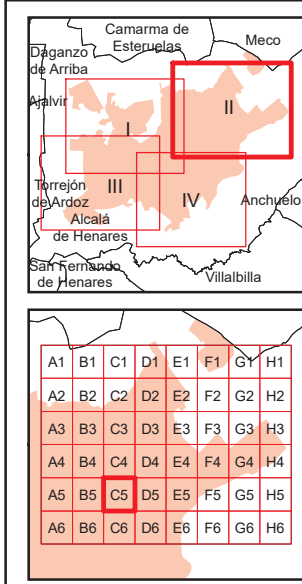 Camarma de
Esteruelas
Meco
Daganzo
de Arriba
Ajalvir
I
II
Torrejón
de Ardoz
III
IV
Anchuelo
Alcalá
de Henares
San Fernando
de Henares
Villalbilla
A1 B1 C1 D1 E1 F1 G1 H1
A2 B2 C2 D2 E2 F2 G2 H2
A3 B3 C3 D3 E3 F3 G3 H3
A4 B4 C4 D4 E4 F4 G4 H4
A5 B5 C5 D5 E5 F5 G5 H5
A6 B6 C6 D6 E6 F6 G6 H6